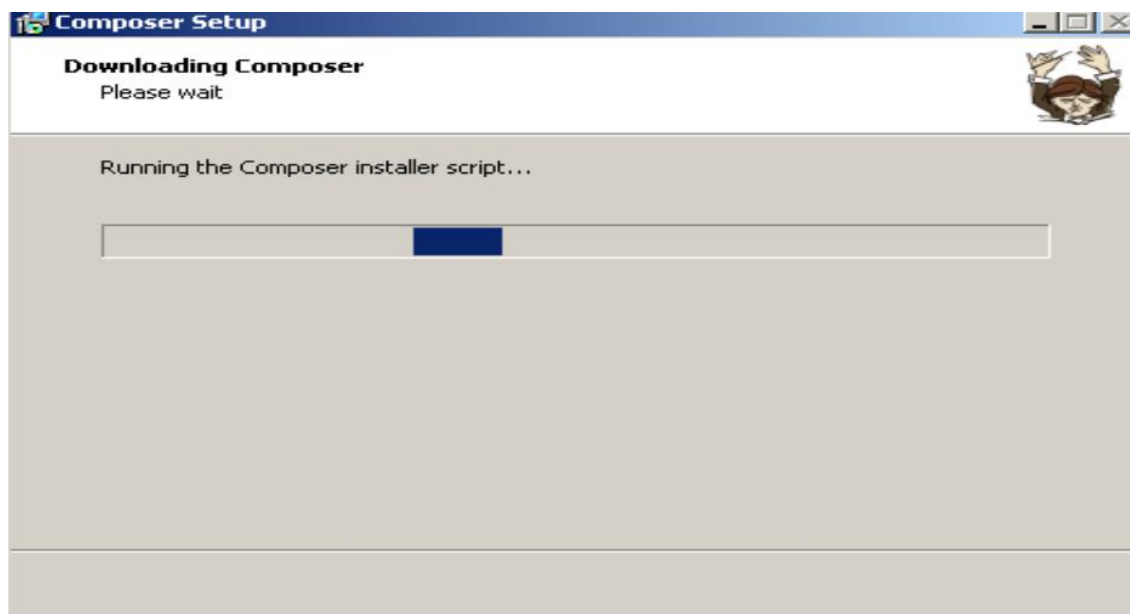 Composer Setup
Downloading Composer
Please wait
Running the Composer installer script...